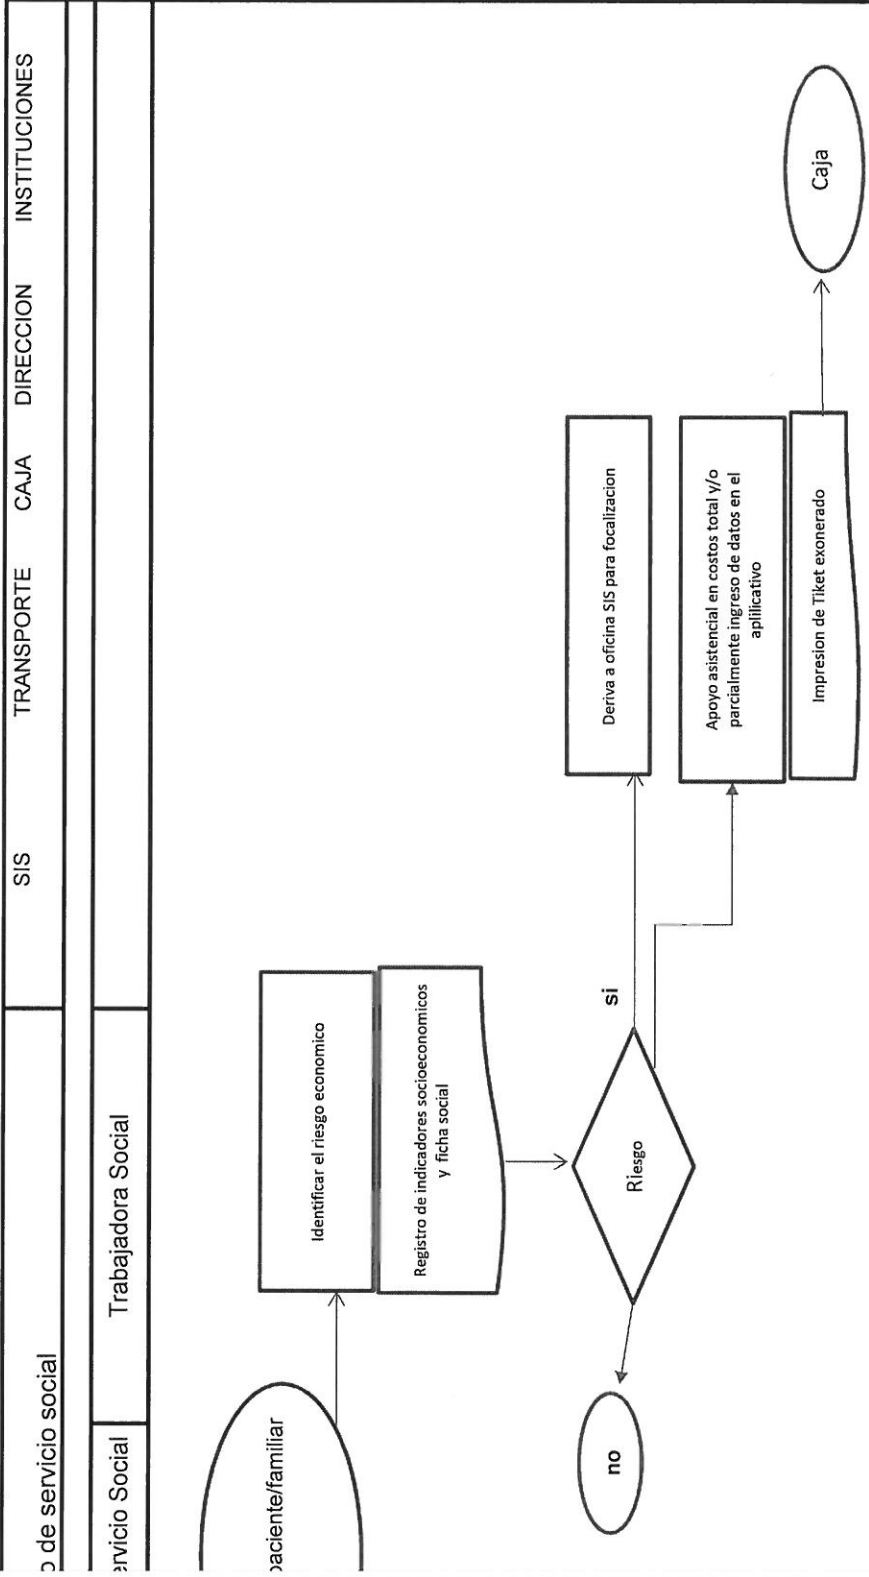 o de servicio social
SIS TRANSPORTE CAJA DIRECCION INSTITUCIONES
ervicio Social
Trabajadora Social
paciente/familiar
Identificar el riesgo economico
Registro de indicadores socioeconomicos
y ficha social
Riesgo
si
no
Deriva a oficina SIS para focalizacion
Apoyo asistencial en costos total y/o
parcialmente ingreso de datos en el
aplilicativo
Impresion de Tiket exonerado
Caja